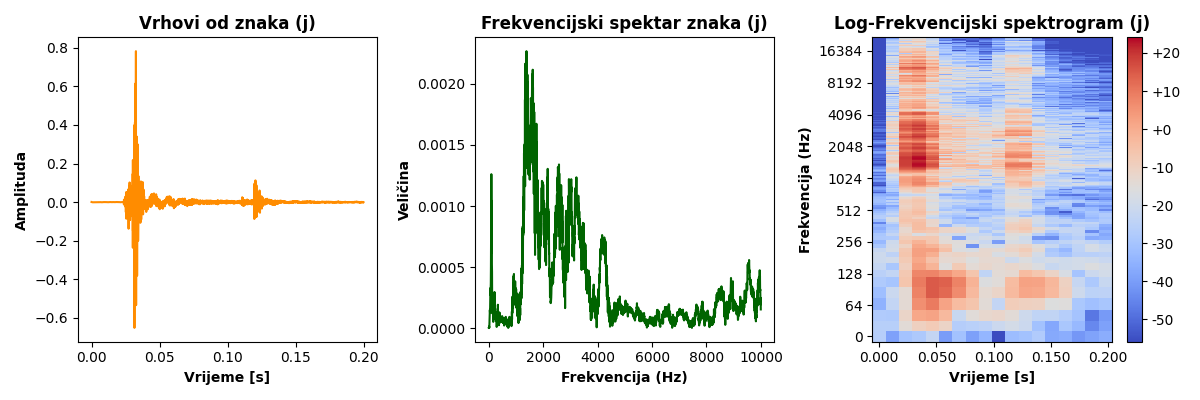 Vrhovi od znaka (j)
0.8
0.6
0.4
0.2
0.0
−0.2
−0.4
−0.6
Amplituda
0.00 0.05 0.10 0.15 0.20
Vrijeme [s]
Frekvencijski spektar znaka (j)
0.0020
0.0015
0.0010
0.0005
0.0000
Veličina
0 2000 4000 6000 8000 10000
Frekvencija (Hz)
Log-Frekvencijski spektrogram (j)
16384
8192
4096
2048
1024
512
256
128
64
0
Frekvencija (Hz)
0.000 0.050 0.100 0.150 0.200
Vrijeme [s]
+20
+10
+0
-10
-20
-30
-40
-50